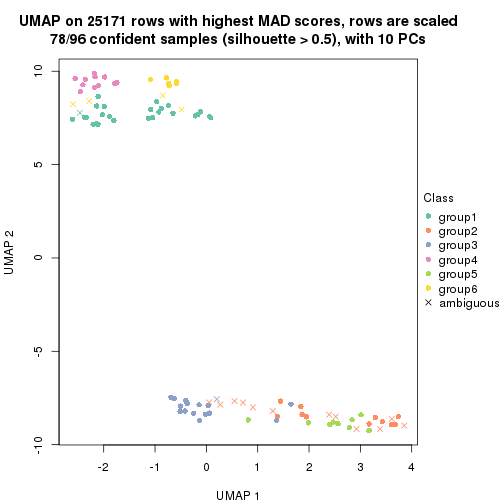 UMAP on 25171 rows with highest MAD scores, rows are scaled
78/96 confident samples (silhouette > 0.5), with 10 PCs
10
5
0
-5
-10
UMAP 2
-2
-1
0
1
2
3
4
UMAP 1
Class
group1
group2
group3
group4
group5
group6
ambiguous